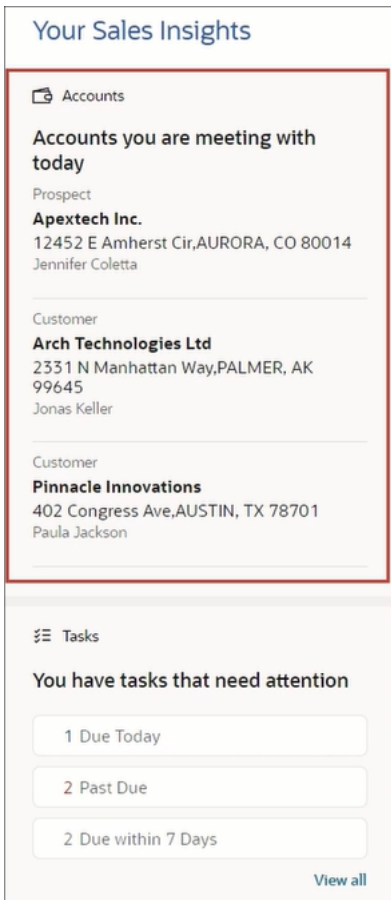 Your Sales Insights
Accounts
Accounts you are meeting with
today
Prospect
Apextech Inc.
12452 E Amherst Cir,AURORA, CO 80014
Jennifer Coletta
Customer
Arch Technologies Ltd
2331 N Manhattan Way,PALMER, AK
99645
Jonas Keller
Customer
Pinnacle Innovations
402 Congress Ave,AUSTIN, TX 78701
Paula Jackson
Tasks
You have tasks that need attention
1 Due Today
2 Past Due
2 Due within 7 Days
View all